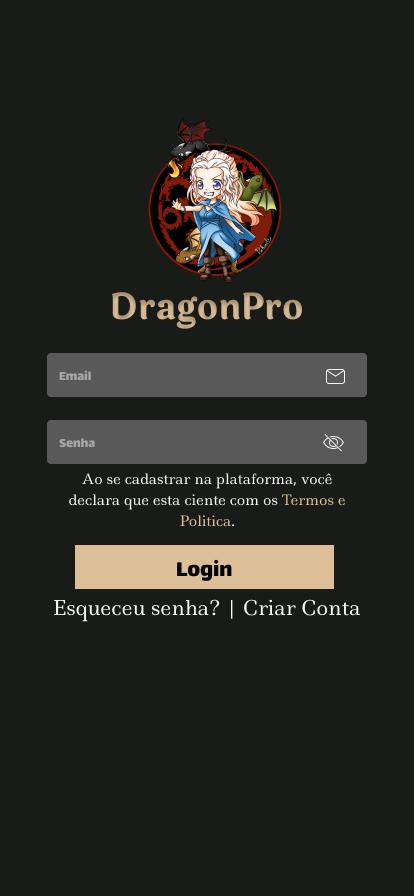 DragonPro
Email
Senha
Ao se cadastrar na plataforma, você
declara que esta ciente com os Termos e
Politica.
Login
Esqueceu senha? | Criar Conta